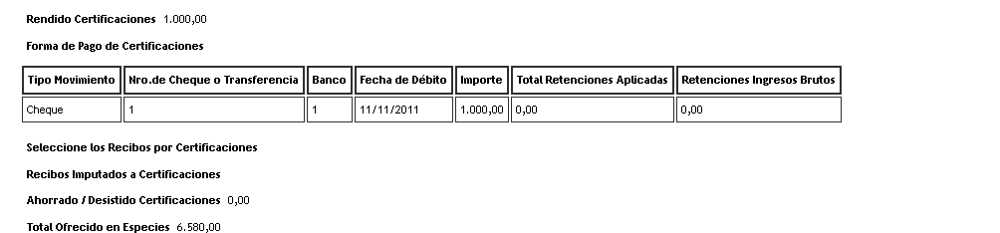 Rendido Certificaciones 1.000,00
Forma de Pago de Certificaciones
Tipo Movimiento Nro.de Cheque o Transferencia Banco Fecha de Débito Importe Total Retenciones Aplicadas Retenciones Ingresos Brutos
Cheque 1 1 11/11/2011 1.000,00 0,00 0,00
Seleccione los Recibos por Certificaciones
Recibos Imputados a Certificaciones
Ahorrado / Desistido Certificaciones 0,00
Total Ofrecido en Especies 6.580,00